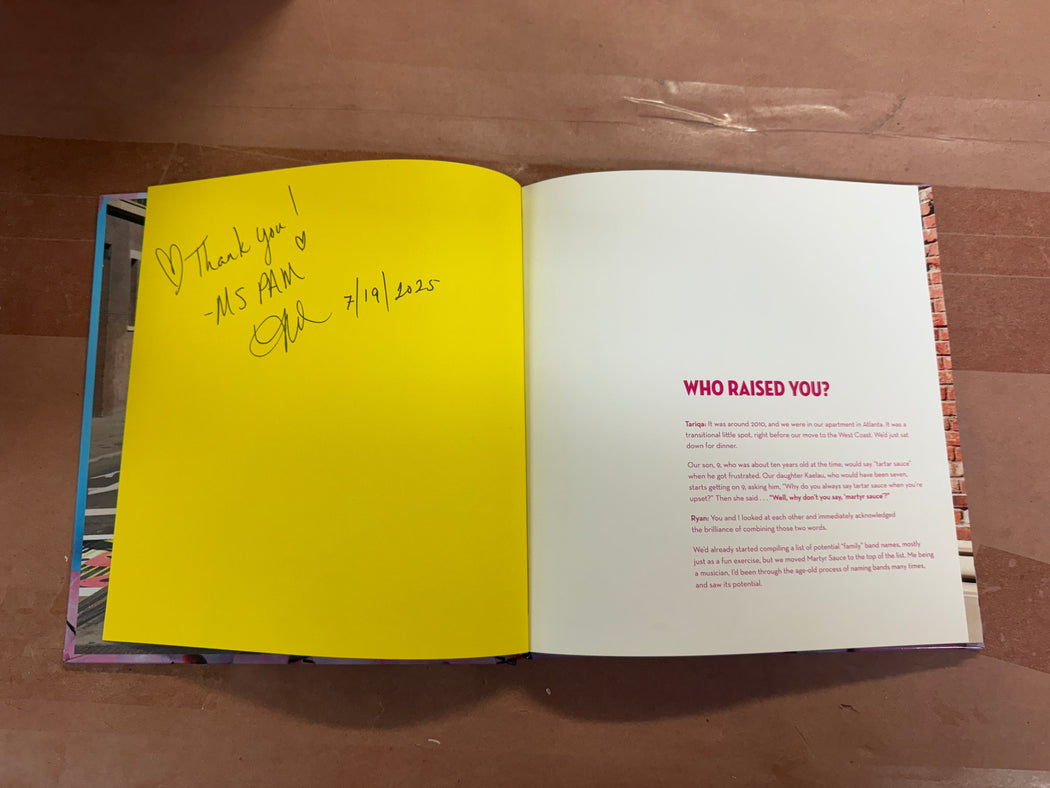 Thank you!
-MS PAM
7/19/2025
WHO RAISED YOU?
Tariqa: It was around 2010, and we were in our apartment in Atlanta. It was a
transitional little spot, right before our move to the West Coast. We'd just sat
down for dinner.
Our son, 9, who was about ten years old at the time, would say "tartar sauce"
when he got frustrated. Our daughter Kaelau, who would have been seven,
starts getting on 9, asking him, "Why do you always say tartar sauce when you're
upset?" Then she said . . . "Well, why don't you say, 'martyr sauce'?"
Ryan: You and I looked at each other and immediately acknowledged
the brilliance of combining those two words.
We'd already started compiling a list of potential "family" band names, mostly
just as a fun exercise, but we moved Martyr Sauce to the top of the list. Me being
a musician, I'd been through the age-old process of naming bands many times,
and saw its potential.